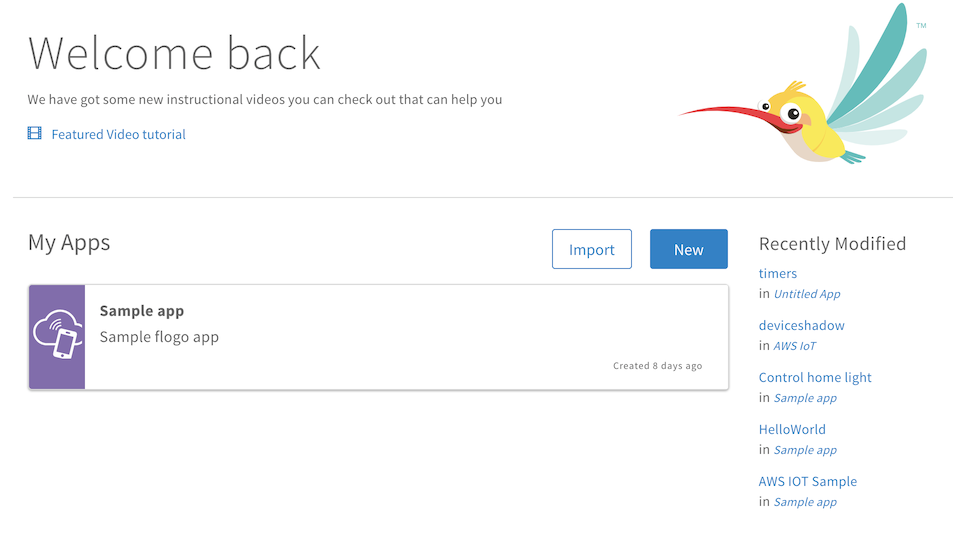 Welcome back
We have got some new instructional videos you can check out that can help you
Featured Video tutorial
TM
My Apps
Import
New
Sample app
Sample flogo app
Created 8 days ago
Recently Modified
timers
in Untitled App
deviceshadow
in AWS IoT
Control home light
in Sample app
HelloWorld
in Sample app
AWS IOT Sample
in Sample app